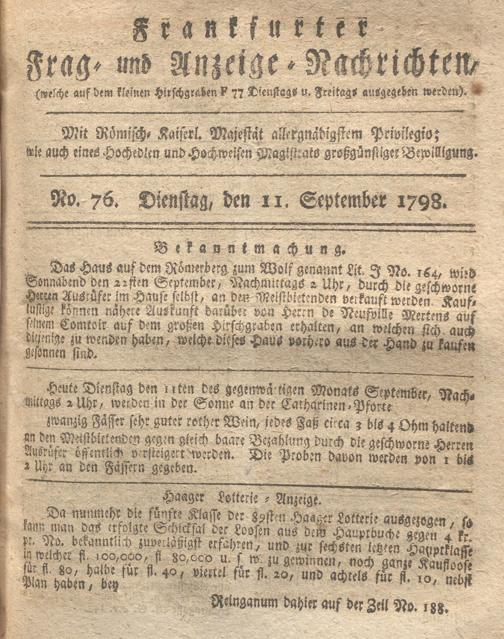 Frankfurter
Frag- und Anzeige-Nachrichten,
(welche auf dem kleinen Hirschgraben F 77 Dienstags u. Freitags ausgegeben werden).
Mit Römisch-Kaiserl. Majestät allergnädigstem Privilegio;
wie auch eines Hochedlen und Hochweisen Magistrats großgünstiger Bewilligung.
No. 76. Dienstag, den 11. September 1798.
Bekanntmachung.
Das Haus auf dem Römerberg zum Wolf genannt Lit. J No. 164, wird
Sonnabend den 22sten September, Nachmittags 2 Uhr, durch die geschworne
Herren Ausrüfer im Hause selbst, an den Meistbietenden verkauft werden. Kauf-
lustige können nähere Auskunft darüber von Herrn de Neufville Mertens auf
seinem Comtoir auf dem großen Hirschgraben erhalten, an welchen sich auch
diejenige zu wenden haben, welche dieses Haus vorhero aus der Hand zu kaufen
gesonnen sind.
Heute Dienstag den 11ten des gegenwärtigen Monats September, Nach-
mittags 2 Uhr, werden in der Sonne an der Catharinen-Pforte
zwanzig Fässer sehr guter rother Wein, jedes Faß circa 3 bis 4 Ohm haltend
an den Meistbietenden gegen gleich baare Bezahlung durch die geschworne Herren
Ausrüfer öffentlich versteigert werden. Die Proben davon werden von 1 bis
2 Uhr an den Fässern gegeben.
Haager Lotterie-Anzeige.
Da nunmehr die fünfte Klasse der 89sten Haager Lotterie ausgezogen, so
kann man das erfolgte Schicksal der Loosen aus dem Hauptbuche gegen 4 kr.
pr. No. bekanntlich zuverläßigst erfahren, und zur sechsten letzten Hauptklasse
in welcher fl. 100,000, fl 80,000 u. s. w. zu gewinnen, noch ganze Kaufloose
für fl. 80, halbe für fl. 40, viertel für fl. 20, und achtels für fl. 10, nebst
Plan haben, bey
Reinganum dahier auf der Zeil No. 188.